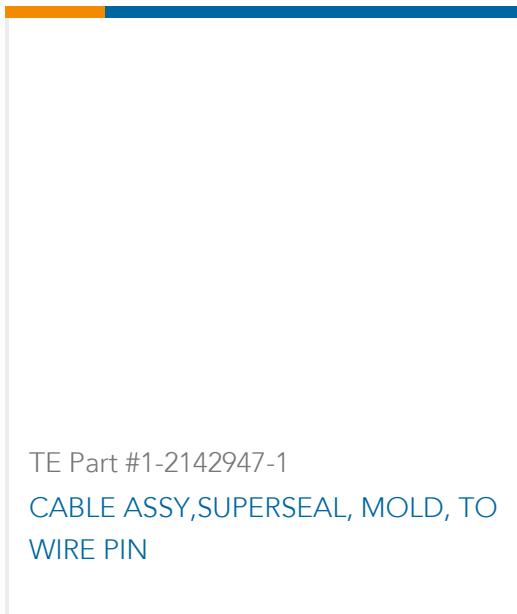 TE Part #1-2142947-1
CABLE ASSY,SUPERSEAL, MOLD, TO
WIRE PIN